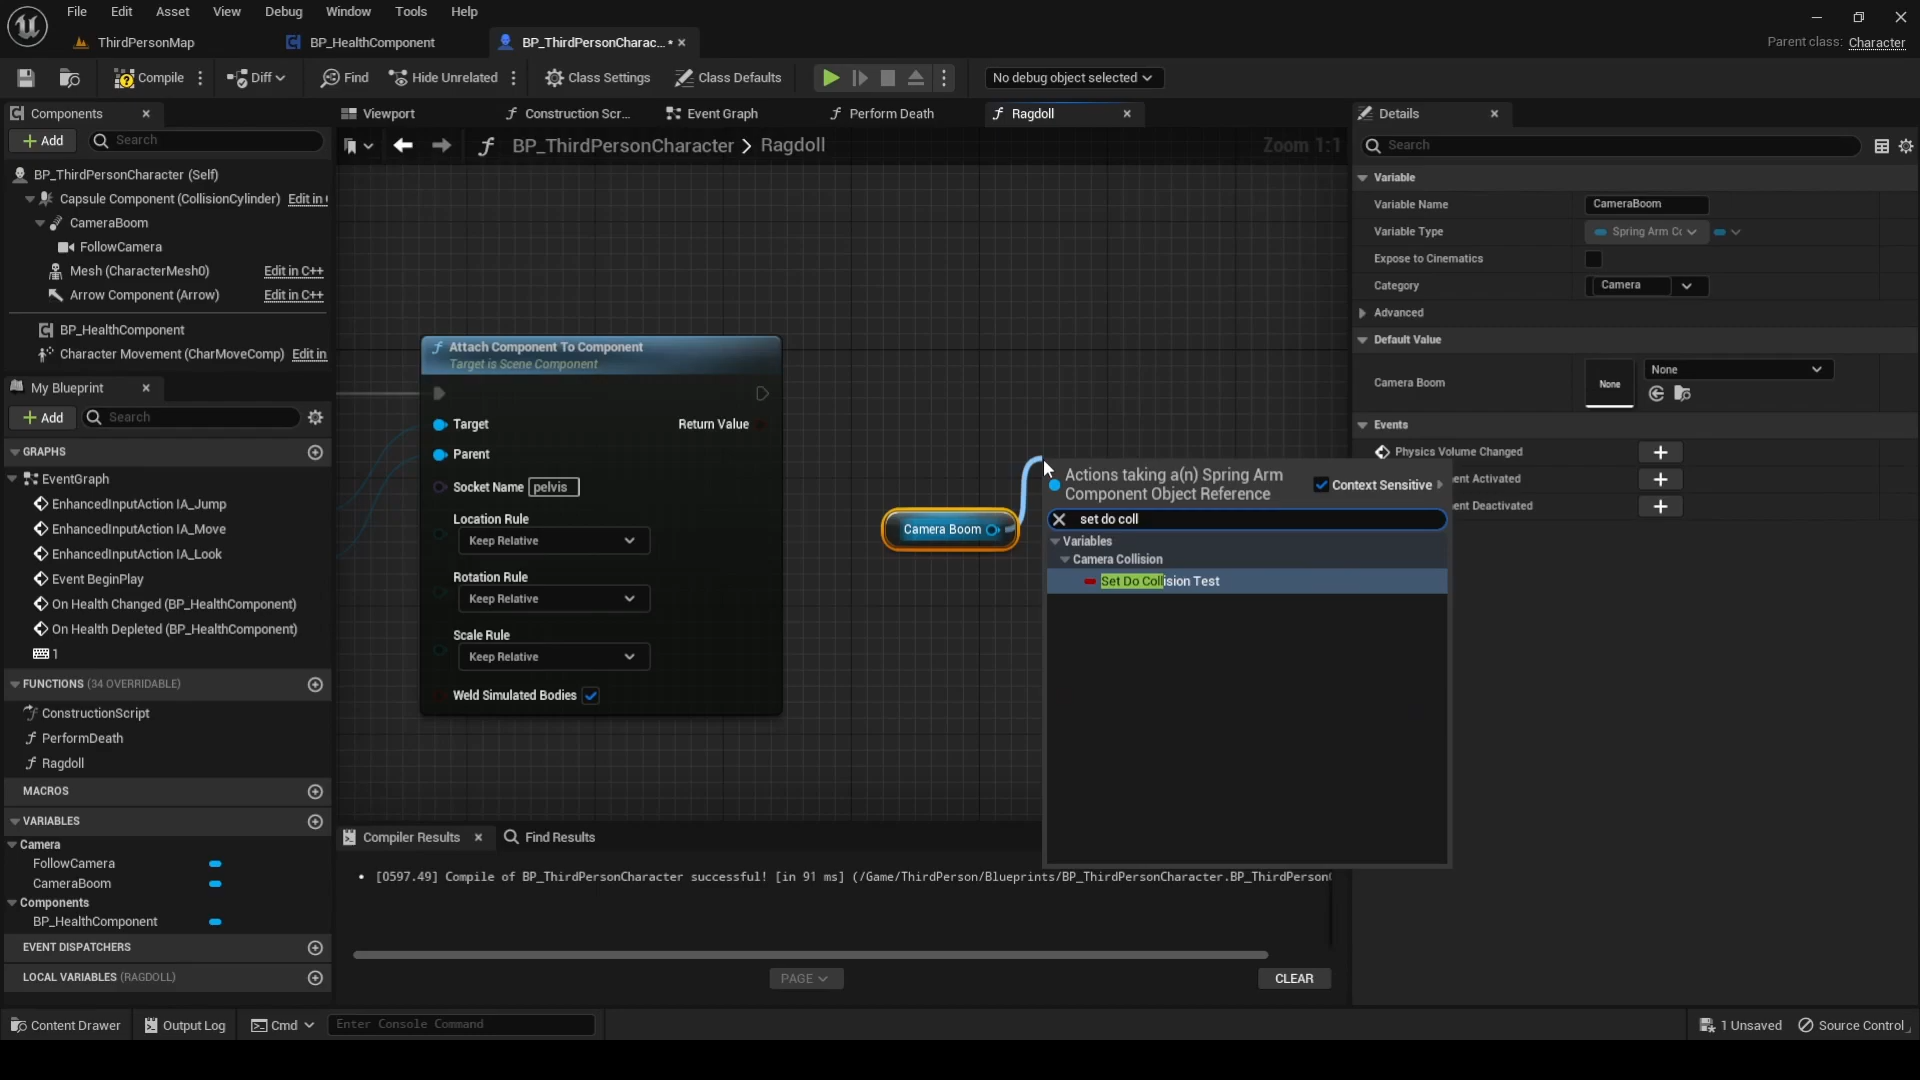 File Edit Asset View Debug Window Tools Help
ThirdPersonMap BP_HealthComponent BP_ThirdPersonCharac... •
Parent class: Character
Compile Diff Find Hide Unrelated Class Settings Class Defaults No debug object selected
Components
Add Search
BP_ThirdPersonCharacter (Self)
Capsule Component (CollisionCylinder) Edit in
CameraBoom
FollowCamera
Mesh (CharacterMesh0) Edit in C++
Arrow Component (Arrow) Edit in C++
BP_HealthComponent
Character Movement (CharMoveComp) Edit in
My Blueprint
Add Search
GRAPHS
EventGraph
EnhancedInputAction IA_Jump
EnhancedInputAction IA_Move
EnhancedInputAction IA_Look
Event BeginPlay
On Health Changed (BP_HealthComponent)
On Health Depleted (BP_HealthComponent)
1
FUNCTIONS (34 OVERRIDABLE)
ConstructionScript
PerformDeath
Ragdoll
MACROS
VARIABLES
Camera
FollowCamera
CameraBoom
Components
BP_HealthComponent
EVENT DISPATCHERS
LOCAL VARIABLES (RAGDOLL)
Viewport Construction Scr... Event Graph Perform Death Ragdoll
BP_ThirdPersonCharacter > Ragdoll Zoom 1:1
Attach Component To Component
Target is Scene Component
Target Return Value
Parent
Socket Name pelvis
Location Rule
Keep Relative
Rotation Rule
Keep Relative
Scale Rule
Keep Relative
Weld Simulated Bodies
Camera Boom
Actions taking a(n) Spring Arm
Component Object Reference
Context Sensitive
set do coll
Variables
Camera Collision
Set Do Collision Test
Compiler Results Find Results
• [0597.49] Compile of BP_ThirdPersonCharacter successful! [in 91 ms] (/Game/ThirdPerson/Blueprints/BP_ThirdPersonCharacter.BP_ThirdPerson
PAGE CLEAR
Details
Search
Variable
Variable Name CameraBoom
Variable Type Spring Arm Co
Expose to Cinematics
Category Camera
Advanced
Default Value
Camera Boom None None
Events
Physics Volume Changed
ent Activated
ent Deactivated
Content Drawer Output Log Cmd Enter Console Command 1 Unsaved Source Control